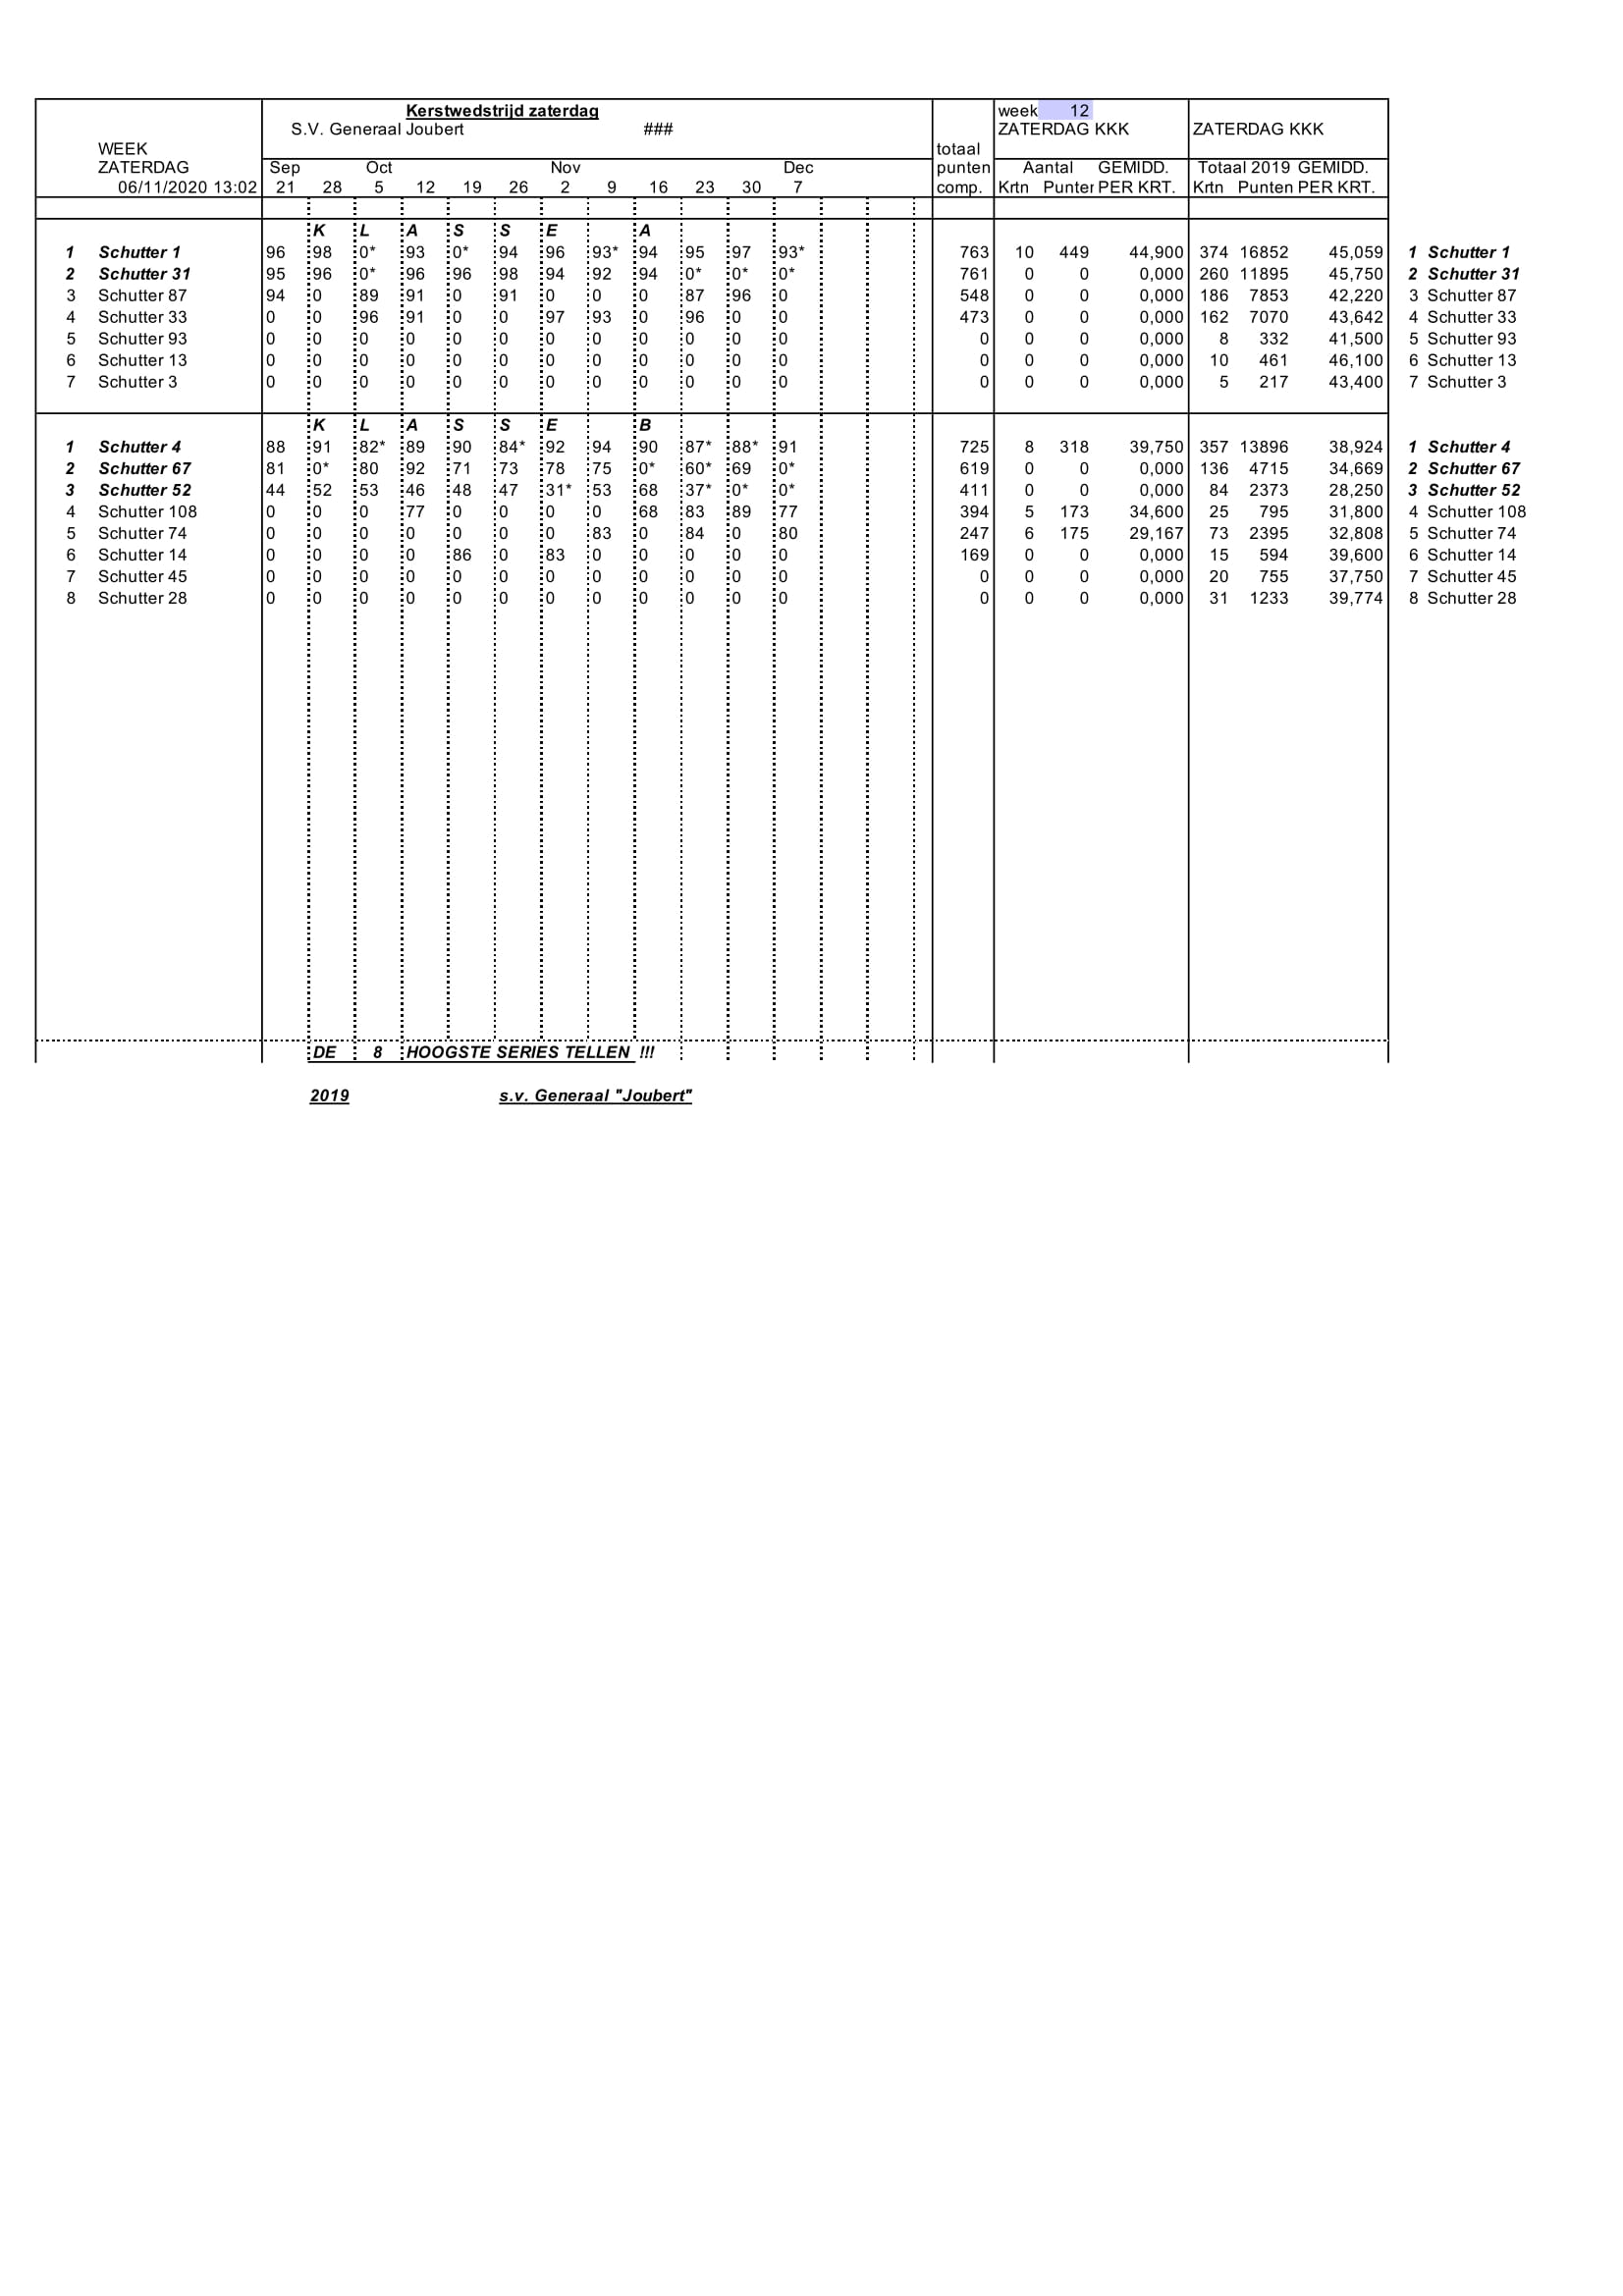 Kerstwedstrijd zaterdag week 12
S.V. Generaal Joubert ### ZATERDAG KKK ZATERDAG KKK
WEEK totaal
ZATERDAG Sep Oct Nov Dec punten Aantal GEMIDD. Totaal 2019 GEMIDD.
06/11/2020 13:02 21 28 5 12 19 26 2 9 16 23 30 7 comp. Krtn Punter PER KRT. Krtn Punten PER KRT.
K L A S S E A
1 Schutter 1 96 98 0* 93 0* 94 96 93* 94 95 97 93* 763 10 449 44,900 374 16852 45,059 1 Schutter 1
2 Schutter 31 95 96 0* 96 96 98 94 92 94 0* 0* 0* 761 0 0 0,000 260 11895 45,750 2 Schutter 31
3 Schutter 87 94 0 89 91 0 91 0 0 0 87 96 0 548 0 0 0,000 186 7853 42,220 3 Schutter 87
4 Schutter 33 0 0 96 91 0 0 97 93 0 96 0 0 473 0 0 0,000 162 7070 43,642 4 Schutter 33
5 Schutter 93 0 0 0 0 0 0 0 0 0 0 0 0 0 0 0 0,000 8 332 41,500 5 Schutter 93
6 Schutter 13 0 0 0 0 0 0 0 0 0 0 0 0 0 0 0 0,000 10 461 46,100 6 Schutter 13
7 Schutter 3 0 0 0 0 0 0 0 0 0 0 0 0 0 0 0 0,000 5 217 43,400 7 Schutter 3
K L A S S E B
1 Schutter 4 88 91 82* 89 90 84* 92 94 90 87* 88* 91 725 8 318 39,750 357 13896 38,924 1 Schutter 4
2 Schutter 67 81 0* 80 92 71 73 78 75 0* 60* 69 0* 619 0 0 0,000 136 4715 34,669 2 Schutter 67
3 Schutter 52 44 52 53 46 48 47 31* 53 68 37* 0* 0* 411 0 0 0,000 84 2373 28,250 3 Schutter 52
4 Schutter 108 0 0 0 77 0 0 0 0 68 83 89 77 394 5 173 34,600 25 795 31,800 4 Schutter 108
5 Schutter 74 0 0 0 0 0 0 0 83 0 84 0 80 247 6 175 29,167 73 2395 32,808 5 Schutter 74
6 Schutter 14 0 0 0 0 86 0 83 0 0 0 0 0 169 0 0 0,000 15 594 39,600 6 Schutter 14
7 Schutter 45 0 0 0 0 0 0 0 0 0 0 0 0 0 0 0 0,000 20 755 37,750 7 Schutter 45
8 Schutter 28 0 0 0 0 0 0 0 0 0 0 0 0 0 0 0 0,000 31 1233 39,774 8 Schutter 28
DE 8 HOOGSTE SERIES TELLEN !!!
2019 s.v. Generaal "Joubert"